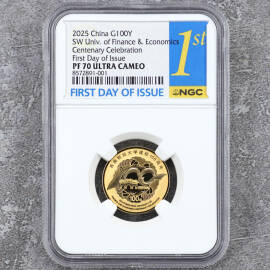 2025 China G100Y
SW Univ. of Finance & Economics
Centenary Celebration
First Day of Issue
PF 70 ULTRA CAMEO
8572891-001
1st
FIRST DAY OF ISSUE
NGC
100